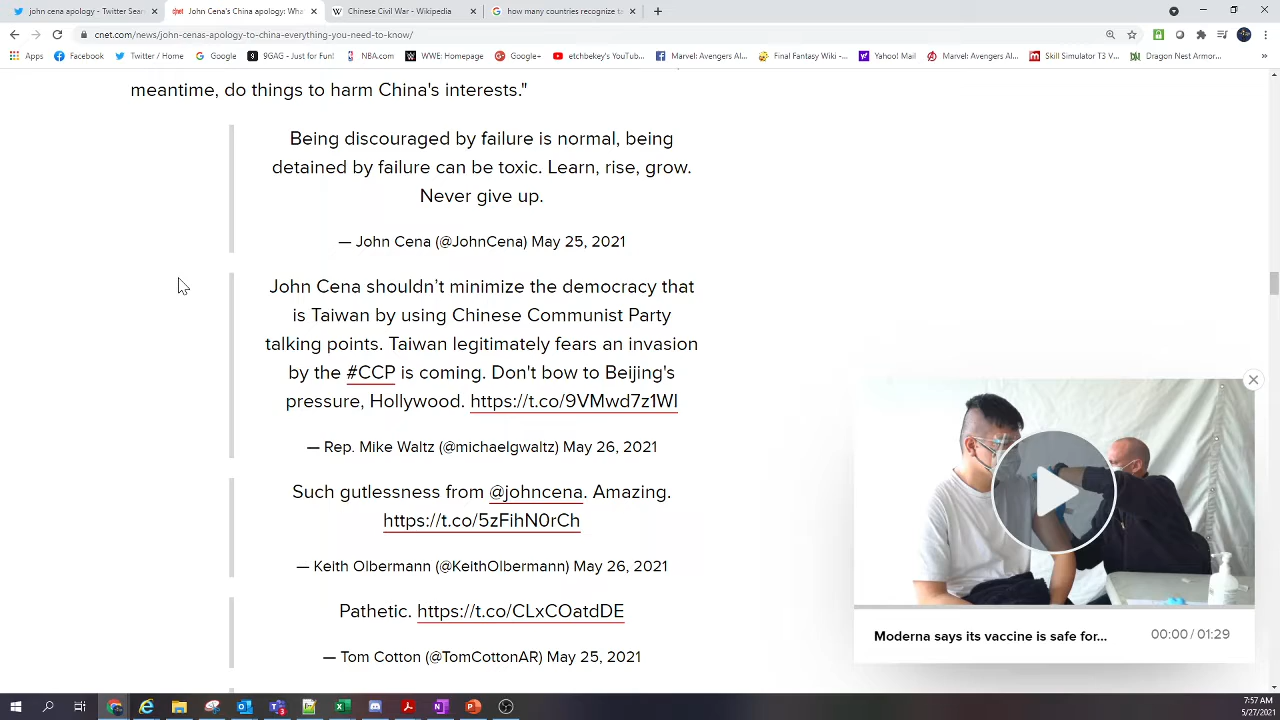 john cena apology - Twitter Sear
John Cena's China apology: Wha
Chinese Civil War - Wikipedia
how many countries recognize ta
cnet.com/news/john-cenas-apology-to-china-everything-you-need-to-know/
Apps
Facebook
Twitter / Home
Google
9GAG - Just for fun!
NBA.com
WWE: Homepage
Google+
etchbekey's YouTub...
Marvel: Avengers Al...
Final Fantasy Wiki -...
Yahoo Mail
Marvel: Avengers Al...
Skill Simulator T3 V...
Dragon Nest Armor...
meantime, do things to harm China's interests."
Being discouraged by failure is normal, being
detained by failure can be toxic. Learn, rise, grow.
Never give up.
— John Cena (@JohnCena) May 25, 2021
John Cena shouldn't minimize the democracy that
is Taiwan by using Chinese Communist Party
talking points. Taiwan legitimately fears an invasion
by the #CCP is coming. Don't bow to Beijing's
pressure, Hollywood. https://t.co/9VMwd7z1WI
— Rep. Mike Waltz (@michaelgwaltz) May 26, 2021
Such gutlessness from @johncena. Amazing.
https://t.co/5zFihN0rCh
— Keith Olbermann (@KeithOlbermann) May 26, 2021
Pathetic. https://t.co/CLxCOatdDE
— Tom Cotton (@TomCottonAR) May 25, 2021
Moderna says its vaccine is safe for...
00:00 / 01:29
7:57 AM
5/27/2021